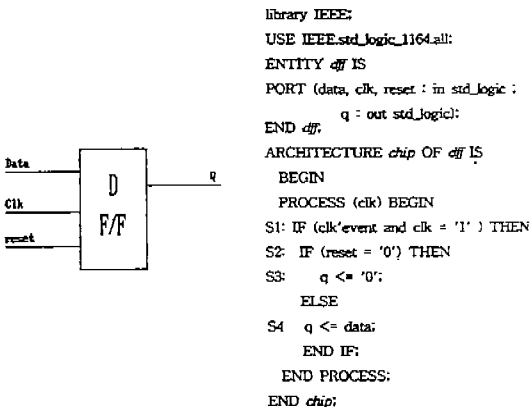 Data
Clk
reset
D
F/F
Q
library IEEE;
USE IEEE.std_logic_1164.all;
ENTITY dff IS
PORT (data, clk, reset : in std_logic ;
q : out std_logic);
END dff;
ARCHITECTURE chip OF dff IS
BEGIN
PROCESS (clk) BEGIN
S1: IF (clk'event and clk = '1' ) THEN
S2: IF (reset = '0') THEN
S3: q <= '0';
ELSE
S4 q <= data;
END IF;
END PROCESS;
END chip;